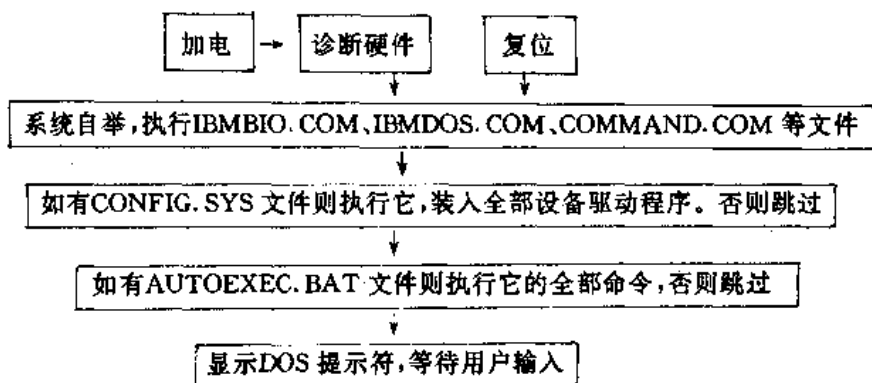 加电
诊断硬件
复位
系统自举,执行IBMBIO.COM、IBMDOS.COM、COMMAND.COM 等文件
如有CONFIG.SYS 文件则执行它,装入全部设备驱动程序。否则跳过
如有AUTOEXEC.BAT 文件则执行它的全部命令,否则跳过
显示DOS 提示符,等待用户输入